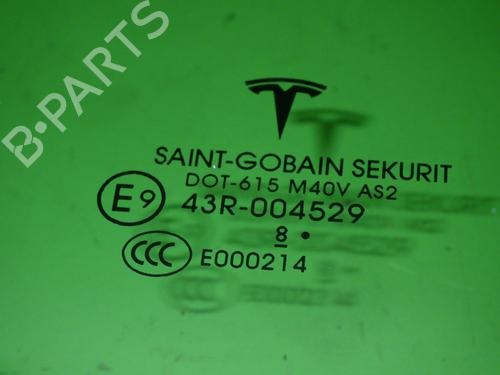 B-PARTS
SAINT-GOBAIN SEKURIT
DOT-615 M40V AS2
E9 43R-004529
8 •
CCC E000214